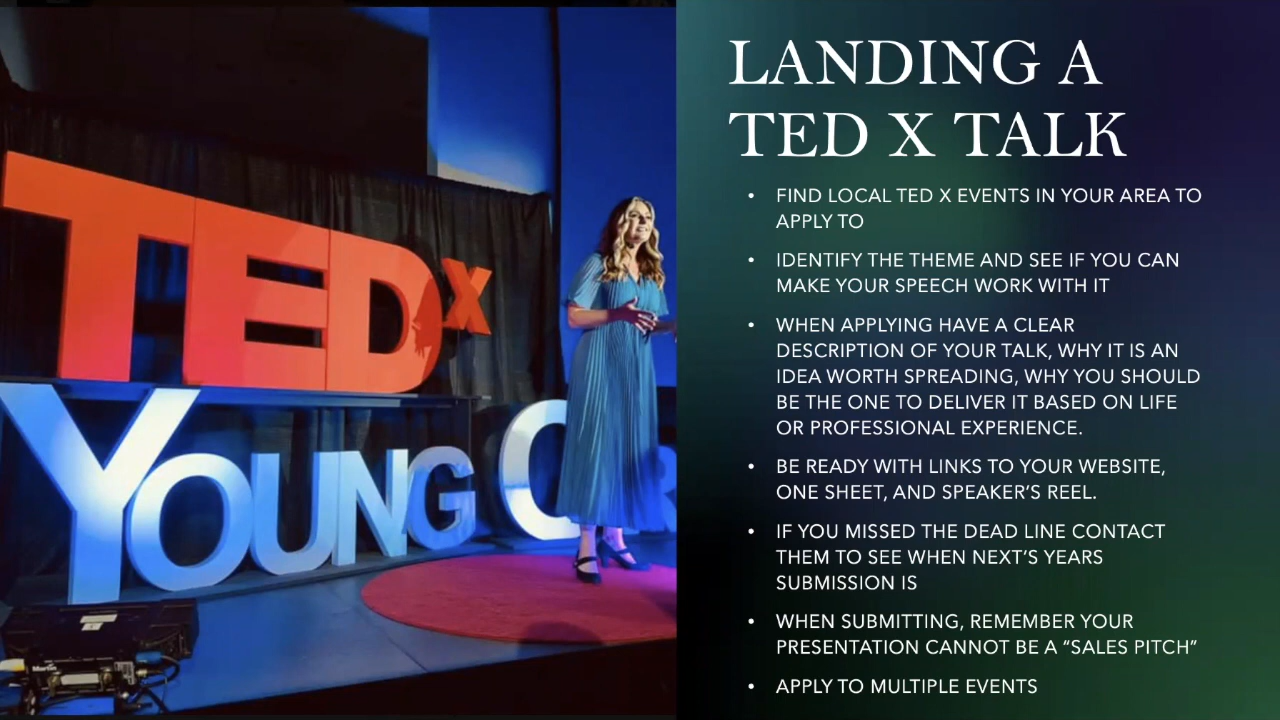 TEDX
YOUNG
Martin
LANDING A
TED X TALK
• FIND LOCAL TED X EVENTS IN YOUR AREA TO
APPLY TO
• IDENTIFY THE THEME AND SEE IF YOU CAN
MAKE YOUR SPEECH WORK WITH IT
• WHEN APPLYING HAVE A CLEAR
DESCRIPTION OF YOUR TALK, WHY IT IS AN
IDEA WORTH SPREADING, WHY YOU SHOULD
BE THE ONE TO DELIVER IT BASED ON LIFE
OR PROFESSIONAL EXPERIENCE.
• BE READY WITH LINKS TO YOUR WEBSITE,
ONE SHEET, AND SPEAKER’S REEL.
• IF YOU MISSED THE DEAD LINE CONTACT
THEM TO SEE WHEN NEXT’S YEARS
SUBMISSION IS
• WHEN SUBMITTING, REMEMBER YOUR
PRESENTATION CANNOT BE A “SALES PITCH”
• APPLY TO MULTIPLE EVENTS